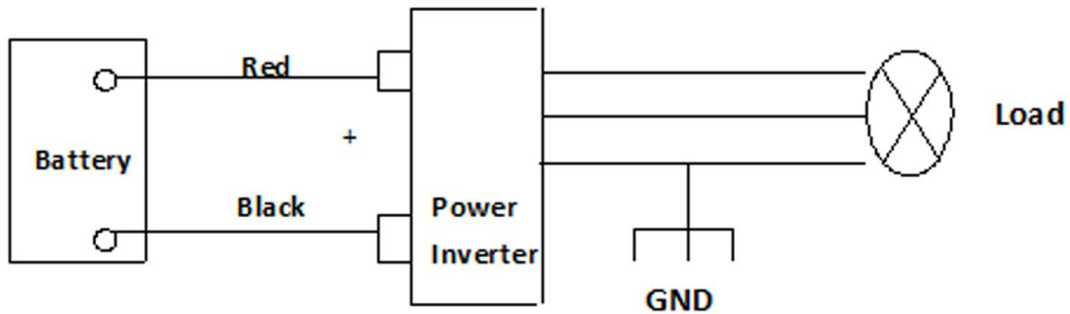 Red
Load
+
Battery
Black
Power
Inverter
GND